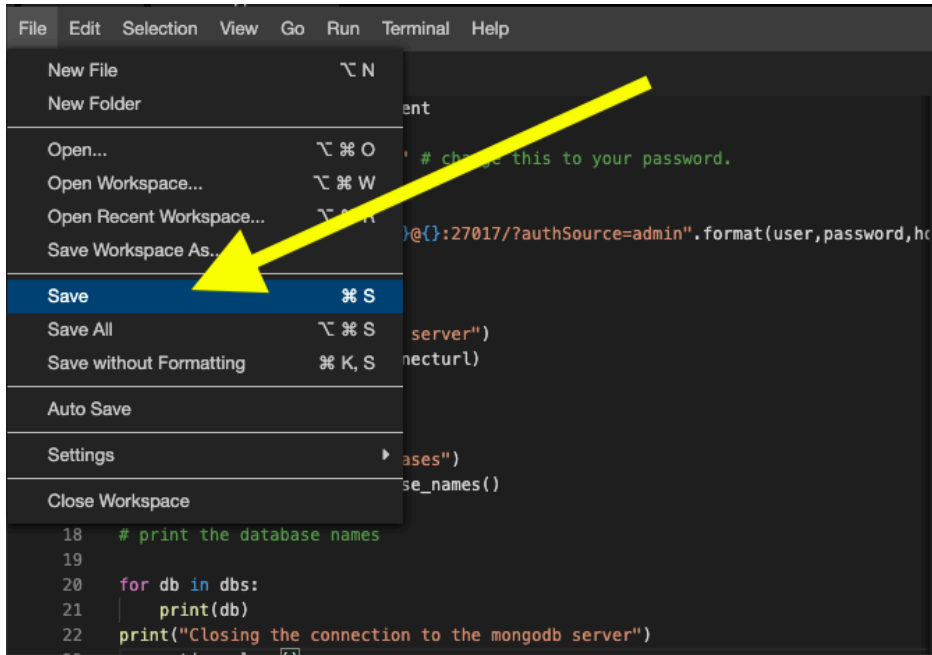 File Edit Selection View Go Run Terminal Help
New File ⌥ N
New Folder
ent
Open... ⌥ ⌘ O
' # change this to your password.
Open Workspace... ⌥ ⌘ W
Open Recent Workspace...
}@{}:27017/?authSource=admin".format(user,password,ho
Save Workspace As..
Save ⌘ S
Save All ⌥ ⌘ S
server")
Save without Formatting ⌘ K, S
necturl)
Auto Save
Settings
ases")
se_names()
Close Workspace
18 # print the database names
19
20 for db in dbs:
21 print(db)
22 print("Closing the connection to the mongodb server")